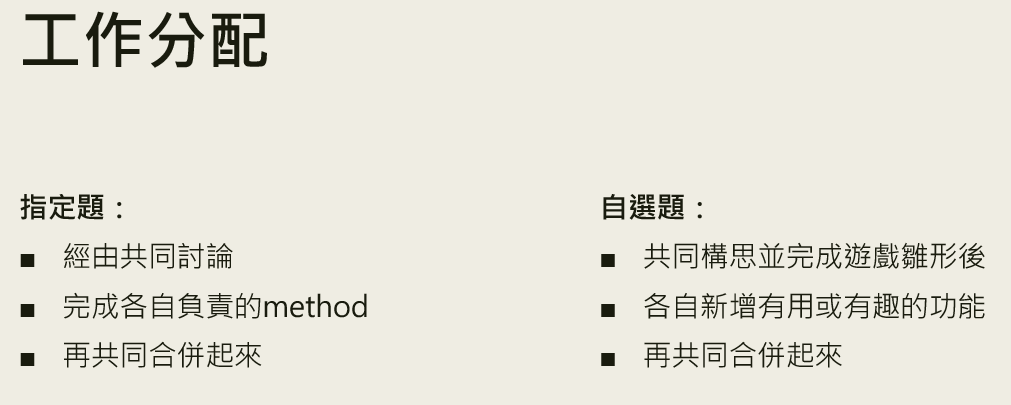 工作分配
指定題：
■ 經由共同討論
■ 完成各自負責的method
■ 再共同合併起來
自選題：
■ 共同構思並完成遊戲雛形後
■ 各自新增有用或有趣的功能
■ 再共同合併起來